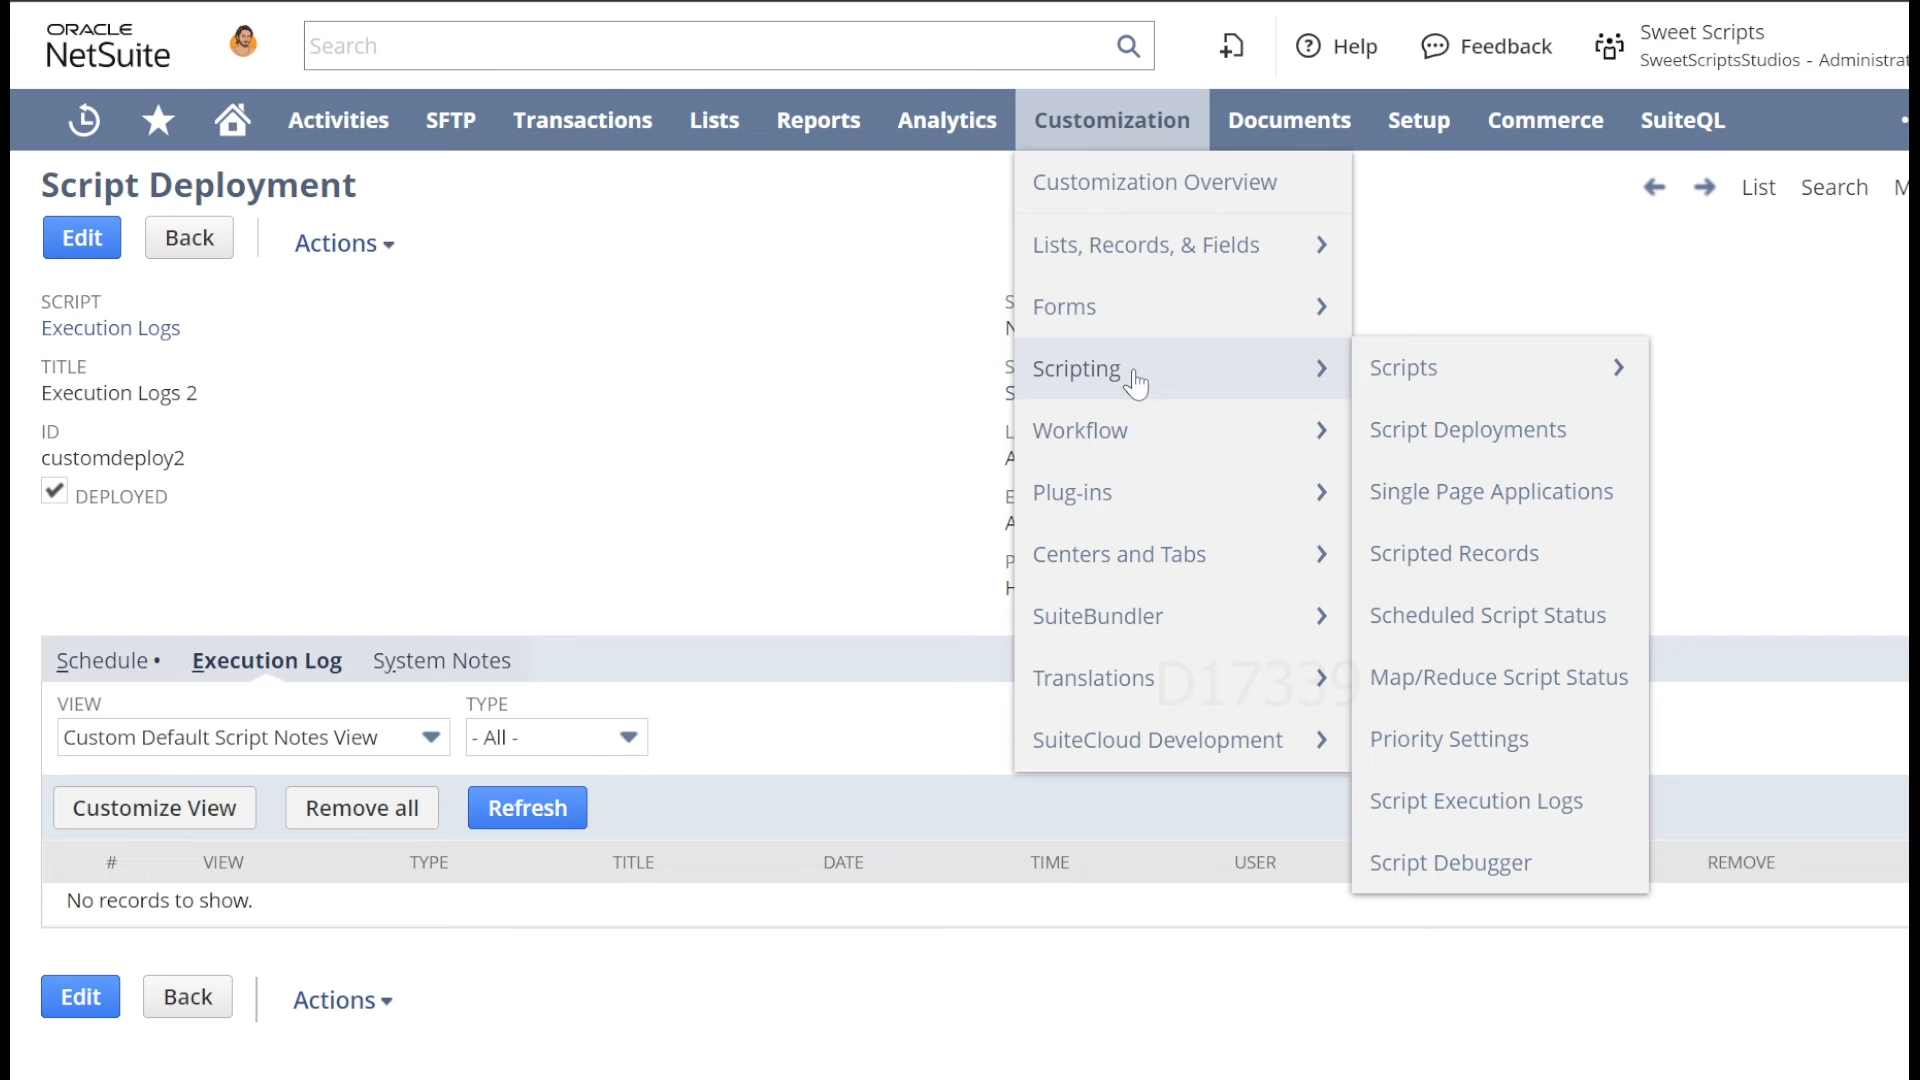 ORACLE
NetSuite
Search
Help
Feedback
Sweet Scripts
SweetScriptsStudios - Administrat
Activities
SFTP
Transactions
Lists
Reports
Analytics
Customization
Documents
Setup
Commerce
SuiteQL
Script Deployment
List
Search
M
Edit
Back
Actions
SCRIPT
Execution Logs
TITLE
Execution Logs 2
ID
customdeploy2
DEPLOYED
Customization Overview
Lists, Records, & Fields
Forms
Scripting
Workflow
Plug-ins
Centers and Tabs
SuiteBundler
Translations
SuiteCloud Development
Scripts
Script Deployments
Single Page Applications
Scripted Records
Scheduled Script Status
Map/Reduce Script Status
Priority Settings
Script Execution Logs
Script Debugger
D17339
Schedule •
Execution Log
System Notes
VIEW
Custom Default Script Notes View
TYPE
- All -
Customize View
Remove all
Refresh
# VIEW TYPE TITLE DATE TIME USER REMOVE
No records to show.
Edit
Back
Actions